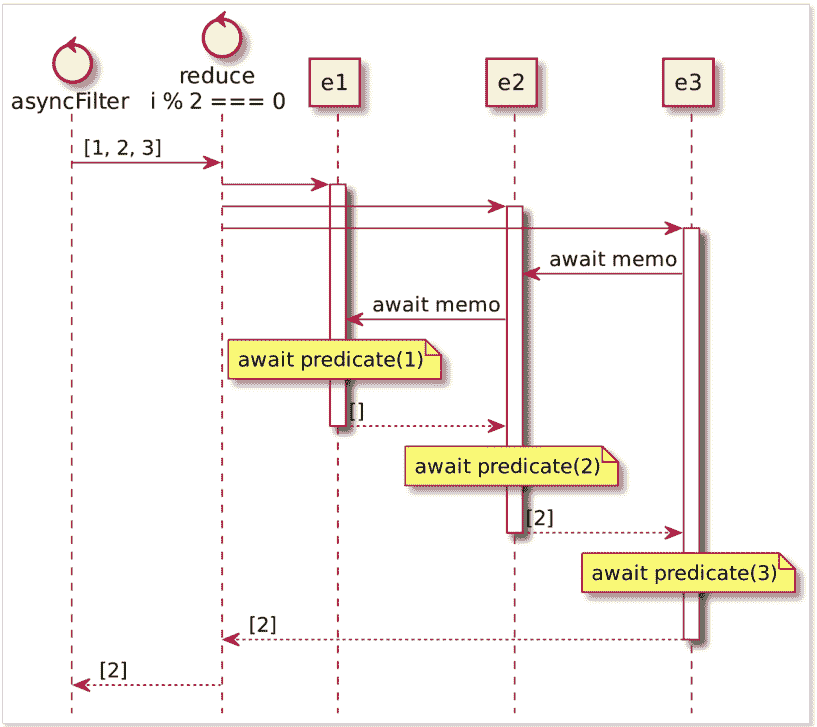 asyncFilter
reduce
i % 2 === 0
e1
e2
e3
[1, 2, 3]
await memo
await memo
await predicate(1)
[]
await predicate(2)
[2]
await predicate(3)
[2]
[2]